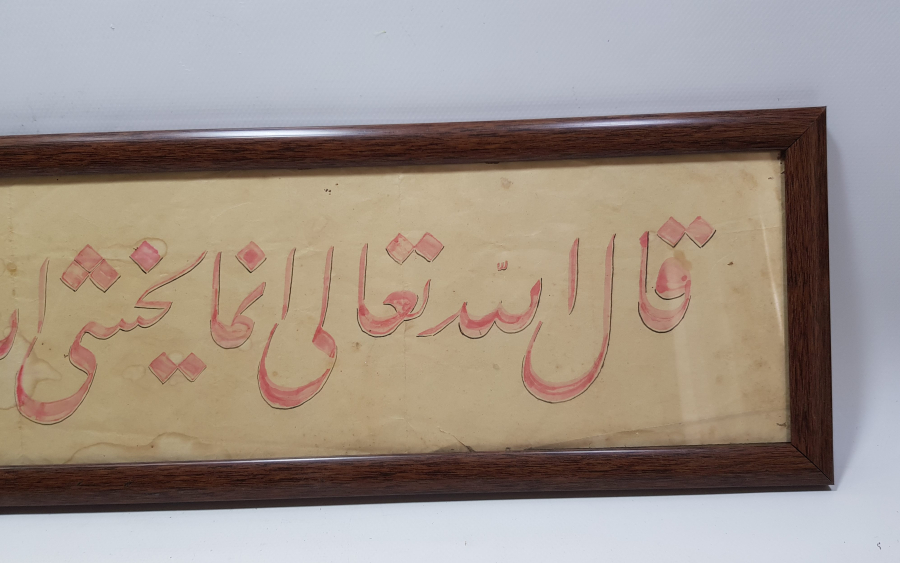 قال الله تعالى انما يخشى